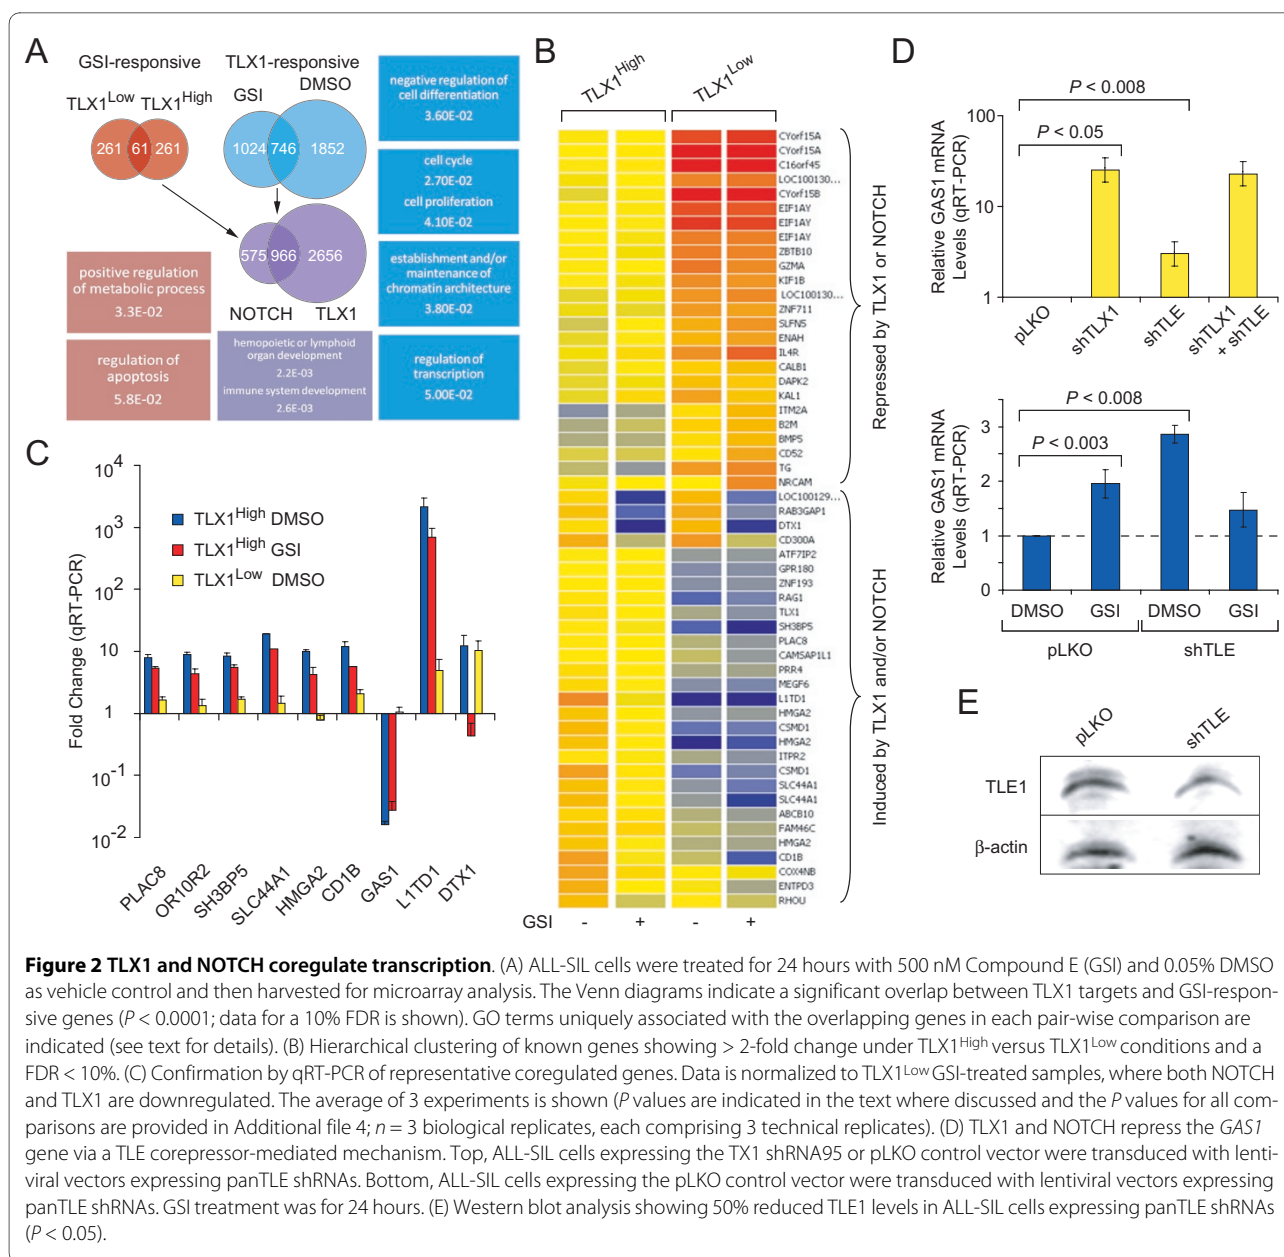 A
GSI-responsive
TLX1-responsive
TLX1Low TLX1High
GSI
DMSO
261 61 261
1024 746 1852
575 966 2656
NOTCH TLX1
negative regulation of
cell differentiation
3.60E-02
cell cycle
2.70E-02
cell proliferation
4.10E-02
establishment and/or
maintenance of
chromatin architecture
3.80E-02
regulation of
transcription
5.00E-02
positive regulation
of metabolic process
3.3E-02
regulation of
apoptosis
5.8E-02
hemopoietic or lymphoid
organ development
2.2E-03
immune system development
2.6E-03
B
TLX1High
TLX1Low
CYorf15A
CYorf15A
C16orf45
LOC100130...
CYorf15B
EIF1AY
EIF1AY
EIF1AY
ZBTB10
GZMA
KIF1B
LOC100130...
ZNF711
SLFN5
ENAH
IL4R
CALB1
DAPK2
KAL1
ITM2A
B2M
BMP5
CD52
TG
NRCAM
LOC100129...
RAB3GAP1
DTX1
CD300A
ATF7IP2
GPR180
ZNF193
RAG1
TLX1
SH3BP5
PLAC8
CAMSAP1L1
PRR4
MEGF6
L1TD1
HMGA2
CSMD1
HMGA2
ITPR2
CSMD1
SLC44A1
SLC44A1
ABCB10
FAM46C
HMGA2
CD1B
COX4NB
ENTPD3
RHOU
GSI - + - +
Repressed by TLX1 or NOTCH
Induced by TLX1 and/or NOTCH
C
Fold Change (qRT-PCR)
10^4
10^3
10^2
10
1
10^-1
10^-2
TLX1High DMSO
TLX1High GSI
TLX1Low DMSO
PLAC8
OR10R2
SH3BP5
SLC44A1
HMGA2
CD1B
GAS1
L1TD1
DTX1
D
Relative GAS1 mRNA
Levels (qRT-PCR)
100
10
1
P < 0.008
P < 0.05
pLKO
shTLX1
shTLE
shTLX1
+ shTLE
Relative GAS1 mRNA
Levels (qRT-PCR)
3
2
1
0
P < 0.008
P < 0.003
DMSO GSI DMSO GSI
pLKO shTLE
E
pLKO shTLE
TLE1
β-actin
Figure 2 TLX1 and NOTCH coregulate transcription. (A) ALL-SIL cells were treated for 24 hours with 500 nM Compound E (GSI) and 0.05% DMSO
as vehicle control and then harvested for microarray analysis. The Venn diagrams indicate a significant overlap between TLX1 targets and GSI-respon-
sive genes (P < 0.0001; data for a 10% FDR is shown). GO terms uniquely associated with the overlapping genes in each pair-wise comparison are
indicated (see text for details). (B) Hierarchical clustering of known genes showing > 2-fold change under TLX1High versus TLX1Low conditions and a
FDR < 10%. (C) Confirmation by qRT-PCR of representative coregulated genes. Data is normalized to TLX1Low GSI-treated samples, where both NOTCH
and TLX1 are downregulated. The average of 3 experiments is shown (P values are indicated in the text where discussed and the P values for all com-
parisons are provided in Additional file 4; n = 3 biological replicates, each comprising 3 technical replicates). (D) TLX1 and NOTCH repress the GAS1
gene via a TLE corepressor-mediated mechanism. Top, ALL-SIL cells expressing the TX1 shRNA95 or pLKO control vector were transduced with lenti-
viral vectors expressing panTLE shRNAs. Bottom, ALL-SIL cells expressing the pLKO control vector were transduced with lentiviral vectors expressing
panTLE shRNAs. GSI treatment was for 24 hours. (E) Western blot analysis showing 50% reduced TLE1 levels in ALL-SIL cells expressing panTLE shRNAs
(P < 0.05).